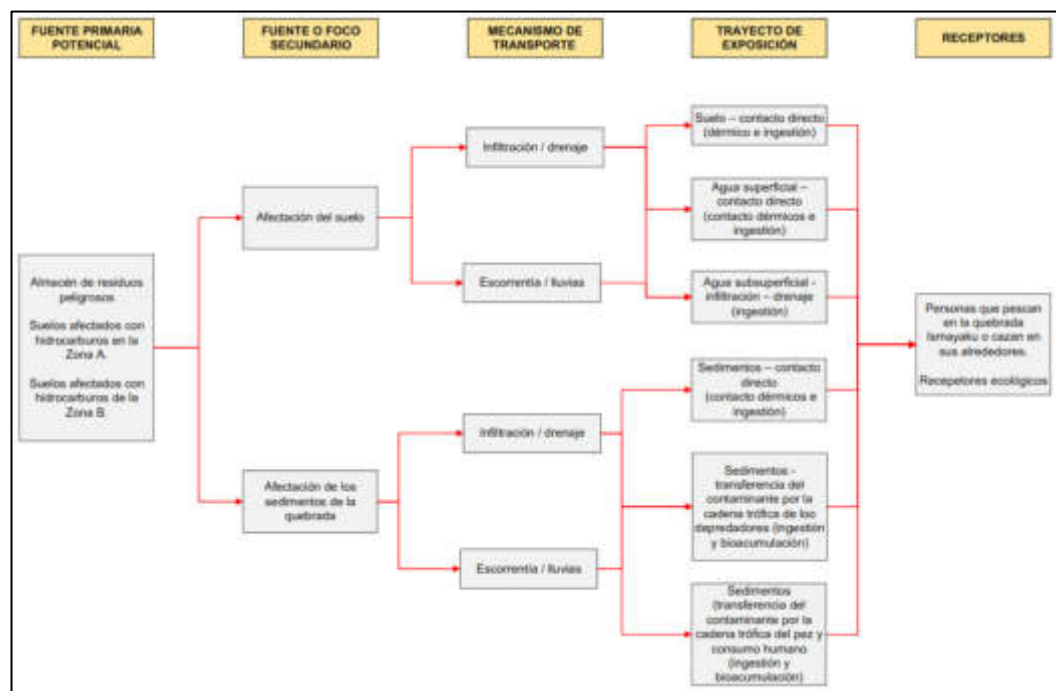 FUENTE PRIMARIA
POTENCIAL
FUENTE O FOCO
SECUNDARIO
MECANISMO DE
TRANSPORTE
TRAYECTO DE
EXPOSICIÓN
RECEPTORES
Almacén de residuos
peligrosos
Suelos afectados con
hidrocarburos en la
Zona A.
Suelos afectados con
hidrocarburos de la
Zona B
Afectación del suelo
Afectación de los
sedimentos de la
quebrada
Infiltración / drenaje
Escorrentía / lluvias
Infiltración / drenaje
Escorrentía / lluvias
Suelo – contacto directo
(dérmico e ingestión)
Agua superficial –
contacto directo
(contacto dérmicos e
ingestión)
Agua subsuperficial -
infiltración – drenaje
(ingestión)
Sedimentos – contacto
directo
(contacto dérmicos e
ingestión)
Sedimentos -
transferencia del
contaminante por la
cadena trófica de los
depredadores (ingestión
y bioacumulación)
Sedimentos
(transferencia del
contaminante por la
cadena trófica del pez y
consumo humano
(ingestión y
bioacumulación)
Personas que pescan
en la quebrada
Ismayaku o cazan en
sus alrededores.
Recepetores ecológicos